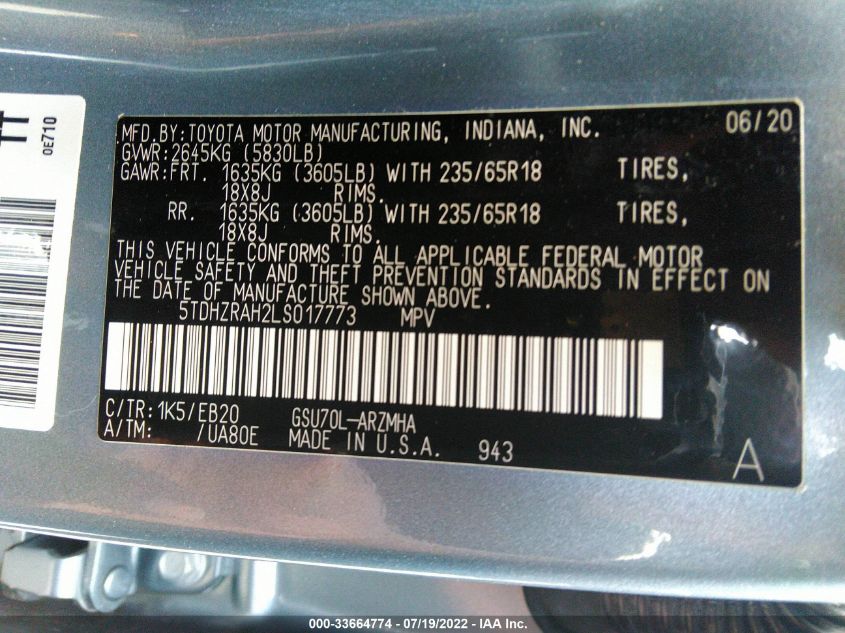 TT
0E710
MFD.BY:TOYOTA MOTOR MANUFACTURING, INDIANA, INC. 06/20
GVWR:2645KG (5830LB)
GAWR:FRT. 1635KG (3605LB) WITH 235/65R18 TIRES,
18X8J RIMS.
RR. 1635KG (3605LB) WITH 235/65R18 TIRES,
18X8J RIMS.
THIS VEHICLE CONFORMS TO ALL APPLICABLE FEDERAL MOTOR
VEHICLE SAFETY AND THEFT PREVENTION STANDARDS IN EFFECT ON
THE DATE OF MANUFACTURE SHOWN ABOVE.
5TDHZRAH2LS017773 MPV
C/TR:1K5/EB20 GSU70L-ARZMHA
A/TM: /UA80E MADE IN U.S.A. 943
A
000-33664774 - 07/19/2022 - IAA Inc.